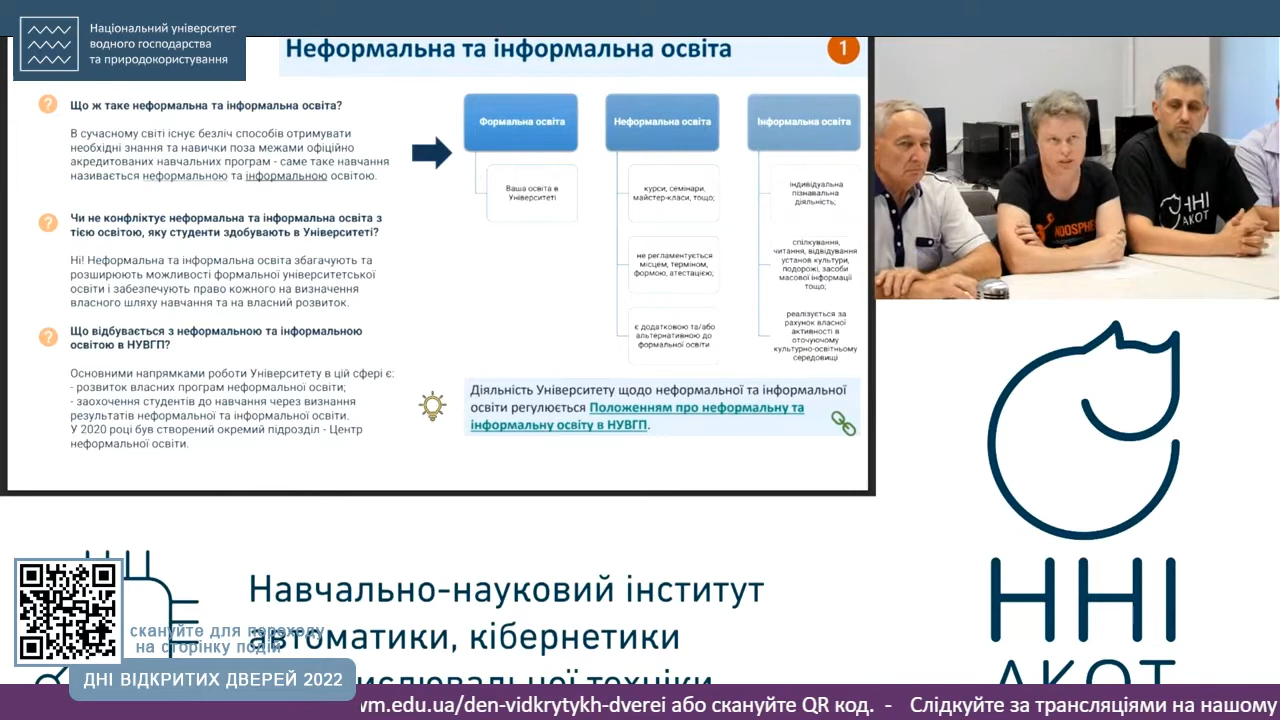 Національний університет
водного господарства
та природокористування
Неформальна та інформальна освіта
1
? Що ж таке неформальна та інформальна освіта?
В сучасному світі існує безліч способів отримувати
необхідні знання та навички поза межами офіційно
акредитованих навчальних програм - саме таке навчання
називається неформальною та інформальною освітою.
? Чи не конфліктує неформальна та інформальна освіта з
тією освітою, яку студенти здобувають в Університеті?
Ні! Неформальна та інформальна освіта збагачують та
розширюють можливості формальної університетської
освіти і забезпечують право кожного на визначення
власного шляху навчання та на власний розвиток.
? Що відбувається з неформальною та інформальною
освітою в НУВГП?
Основними напрямками роботи Університету в цій сфері є:
- розвиток власних програм неформальної освіти;
- заохочення студентів до навчання через визнання
результатів неформальної та інформальної освіти.
У 2020 році був створений окремий підрозділ - Центр
неформальної освіти.
Формальна освіта
Ваша освіта в
Університеті
Неформальна освіта
курси, семінари,
майстер-класи, тощо;
не регламентується
місцем, терміном,
формою, атестацією;
є додатковою та/або
альтернативною до
формальної освіти
Інформальна освіта
індивідуальна
пізнавальна
діяльність;
спілкування,
читання, відвідування
установ культури,
подорожі, засоби
масової інформації
тощо;
реалізується за
рахунок власної
активності в
оточуючому
культурно-освітньому
середовищі
Діяльність Університету щодо неформальної та інформальної
освіти регулюється Положенням про неформальну та
інформальну освіту в НУВГП.
NOOSPHE
ННІ
АКОТ
ННІ
АКОТ
Навчально-науковий інститут
автоматики, кібернетики
скануйте для переходу
на сторінку подій
ДНІ ВІДКРИТИХ ДВЕРЕЙ 2022
vm.edu.ua/den-vidkrytykh-dverei або скануйте QR код. - Слідкуйте за трансляціями на нашому